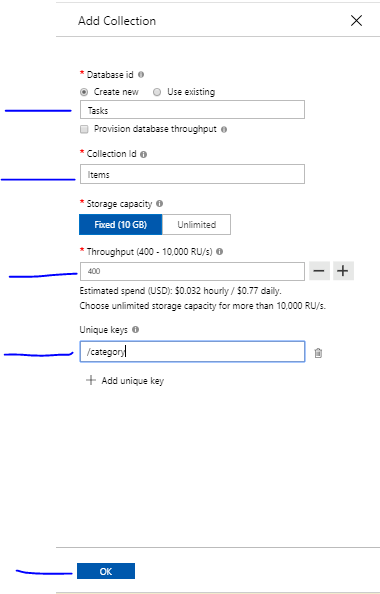 Add Collection
* Database id
Create new Use existing
Tasks
Provision database throughput
* Collection Id
Items
* Storage capacity
Fixed (10 GB) Unlimited
* Throughput (400 - 10,000 RU/s)
400
Estimated spend (USD): $0.032 hourly / $0.77 daily.
Choose unlimited storage capacity for more than 10,000 RU/s.
Unique keys
/category
Add unique key
OK